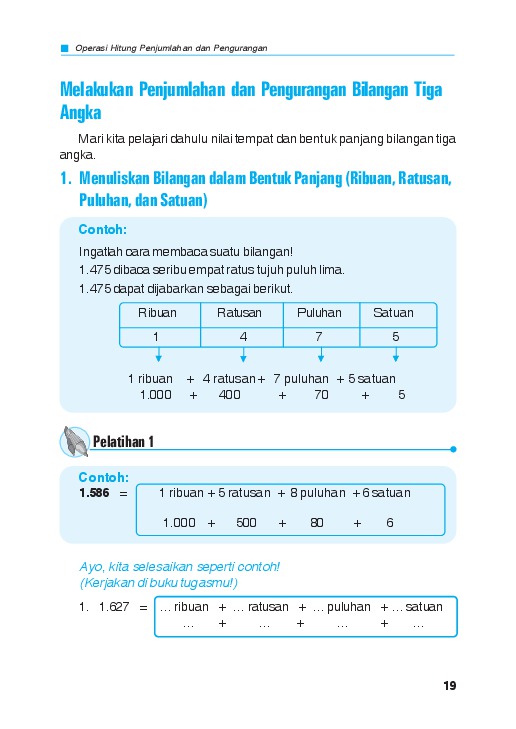 Operasi Hitung Penjumlahan dan Pengurangan
Melakukan Penjumlahan dan Pengurangan Bilangan Tiga
Angka
Mari kita pelajari dahulu nilai tempat dan bentuk panjang bilangan tiga
angka.
1. Menuliskan Bilangan dalam Bentuk Panjang (Ribuan, Ratusan,
Puluhan, dan Satuan)
Contoh:
Ingatlah cara membaca suatu bilangan!
1.475 dibaca seribu empat ratus tujuh puluh lima.
1.475 dapat dijabarkan sebagai berikut.
Ribuan Ratusan Puluhan Satuan
1 4 7 5
1 ribuan + 4 ratusan + 7 puluhan + 5 satuan
1.000 + 400 + 70 + 5
Pelatihan 1
Contoh:
1.586 = 1 ribuan + 5 ratusan + 8 puluhan + 6 satuan
1.000 + 500 + 80 + 6
Ayo, kita selesaikan seperti contoh!
(Kerjakan di buku tugasmu!)
1. 1.627 = ... ribuan + ... ratusan + ... puluhan + ... satuan
... + ... + ... + ...
19